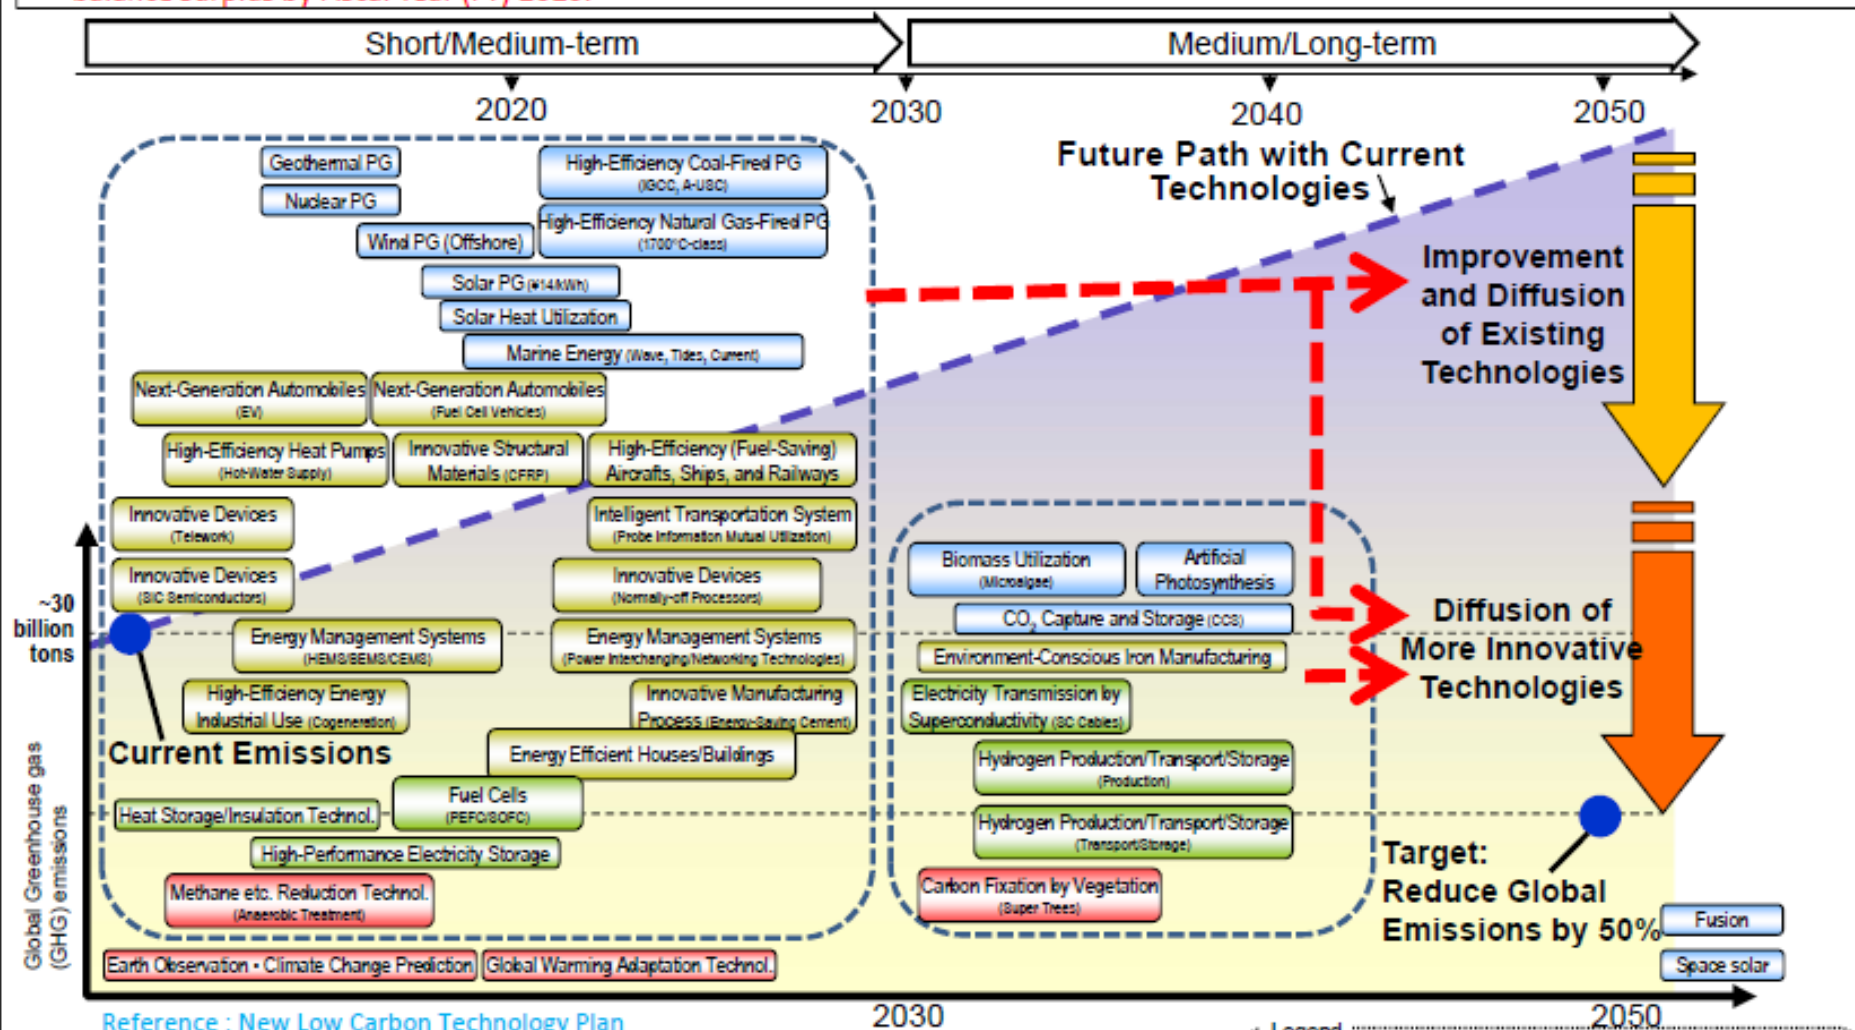 balance surplus by Fiscal Year (FY) 2020.
Short/Medium-term
Medium/Long-term
2020
2030
2040
2050
Geothermal PG
High-Efficiency Coal-Fired PG
(IGCC, A-USC)
Nuclear PG
High-Efficiency Natural Gas-Fired PG
(1700°C-class)
Wind PG (Offshore)
Solar PG (¥14/kWh)
Solar Heat Utilization
Marine Energy (Wave, Tides, Current)
Next-Generation Automobiles
(EV)
Next-Generation Automobiles
(Fuel Cell Vehicles)
High-Efficiency Heat Pumps
(Hot-Water Supply)
Innovative Structural
Materials (CFRP)
High-Efficiency (Fuel-Saving)
Aircrafts, Ships, and Railways
Innovative Devices
(Telework)
Intelligent Transportation System
(Probe Information Mutual Utilization)
Innovative Devices
(SiC Semiconductors)
Innovative Devices
(Normally-off Processors)
Energy Management Systems
(HEMS/BEMS/CEMS)
Energy Management Systems
(Power Interchanging/Networking Technologies)
High-Efficiency Energy
Industrial Use (Cogeneration)
Innovative Manufacturing
Process (Energy-Saving Cement)
Current Emissions
Energy Efficient Houses/Buildings
Heat Storage/Insulation Technol.
Fuel Cells
(PEFC/SOFC)
High-Performance Electricity Storage
Methane etc. Reduction Technol.
(Anaerobic Treatment)
Earth Observation • Climate Change Prediction
Global Warming Adaptation Technol.
~30
billion
tons
Global Greenhouse gas
(GHG) emissions
Future Path with Current
Technologies
Improvement
and Diffusion
of Existing
Technologies
Biomass Utilization
(Microalgae)
Artificial
Photosynthesis
CO2 Capture and Storage (CCS)
Environment-Conscious Iron Manufacturing
Electricity Transmission by
Superconductivity (SC Cables)
Hydrogen Production/Transport/Storage
(Production)
Hydrogen Production/Transport/Storage
(Transport/Storage)
Carbon Fixation by Vegetation
(Super Trees)
Diffusion of
More Innovative
Technologies
Target:
Reduce Global
Emissions by 50%
Fusion
Space solar
2030
2050
Reference : New Low Carbon Technology Plan
Legend